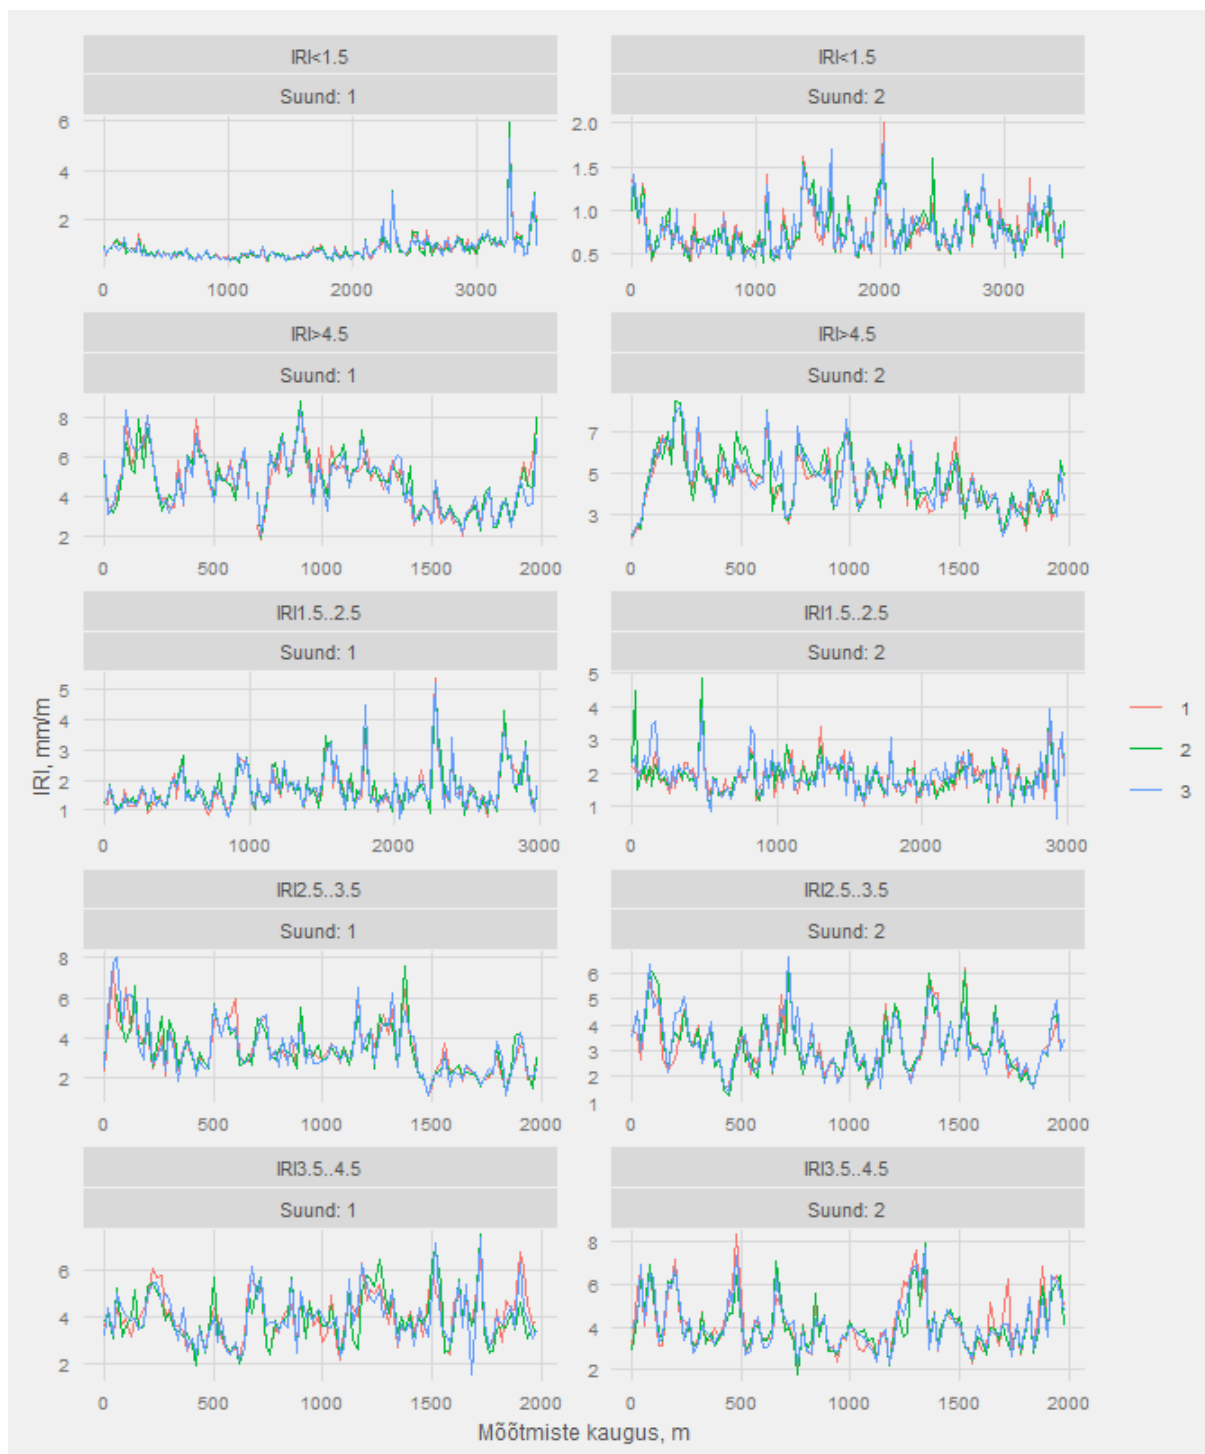 IRI<1.5 IRI<1.5
Suund: 1 Suund: 2
6
4
2
2.0
1.5
1.0
0.5
0 1000 2000 3000 0 1000 2000 3000
IRI>4.5 IRI>4.5
Suund: 1 Suund: 2
8
6
4
2
7
5
3
0 500 1000 1500 2000 0 500 1000 1500 2000
IRI1.5..2.5 IRI1.5..2.5
Suund: 1 Suund: 2
5
4
3
2
1
5
4
3
2
1
0 1000 2000 3000 0 1000 2000 3000
IRI2.5..3.5 IRI2.5..3.5
Suund: 1 Suund: 2
8
6
4
2
6
5
4
3
2
1
0 500 1000 1500 2000 0 500 1000 1500 2000
IRI3.5..4.5 IRI3.5..4.5
Suund: 1 Suund: 2
6
4
2
8
6
4
2
0 500 1000 1500 2000 0 500 1000 1500 2000
IRI, mm/m
Mõõtmiste kaugus, m
1
2
3